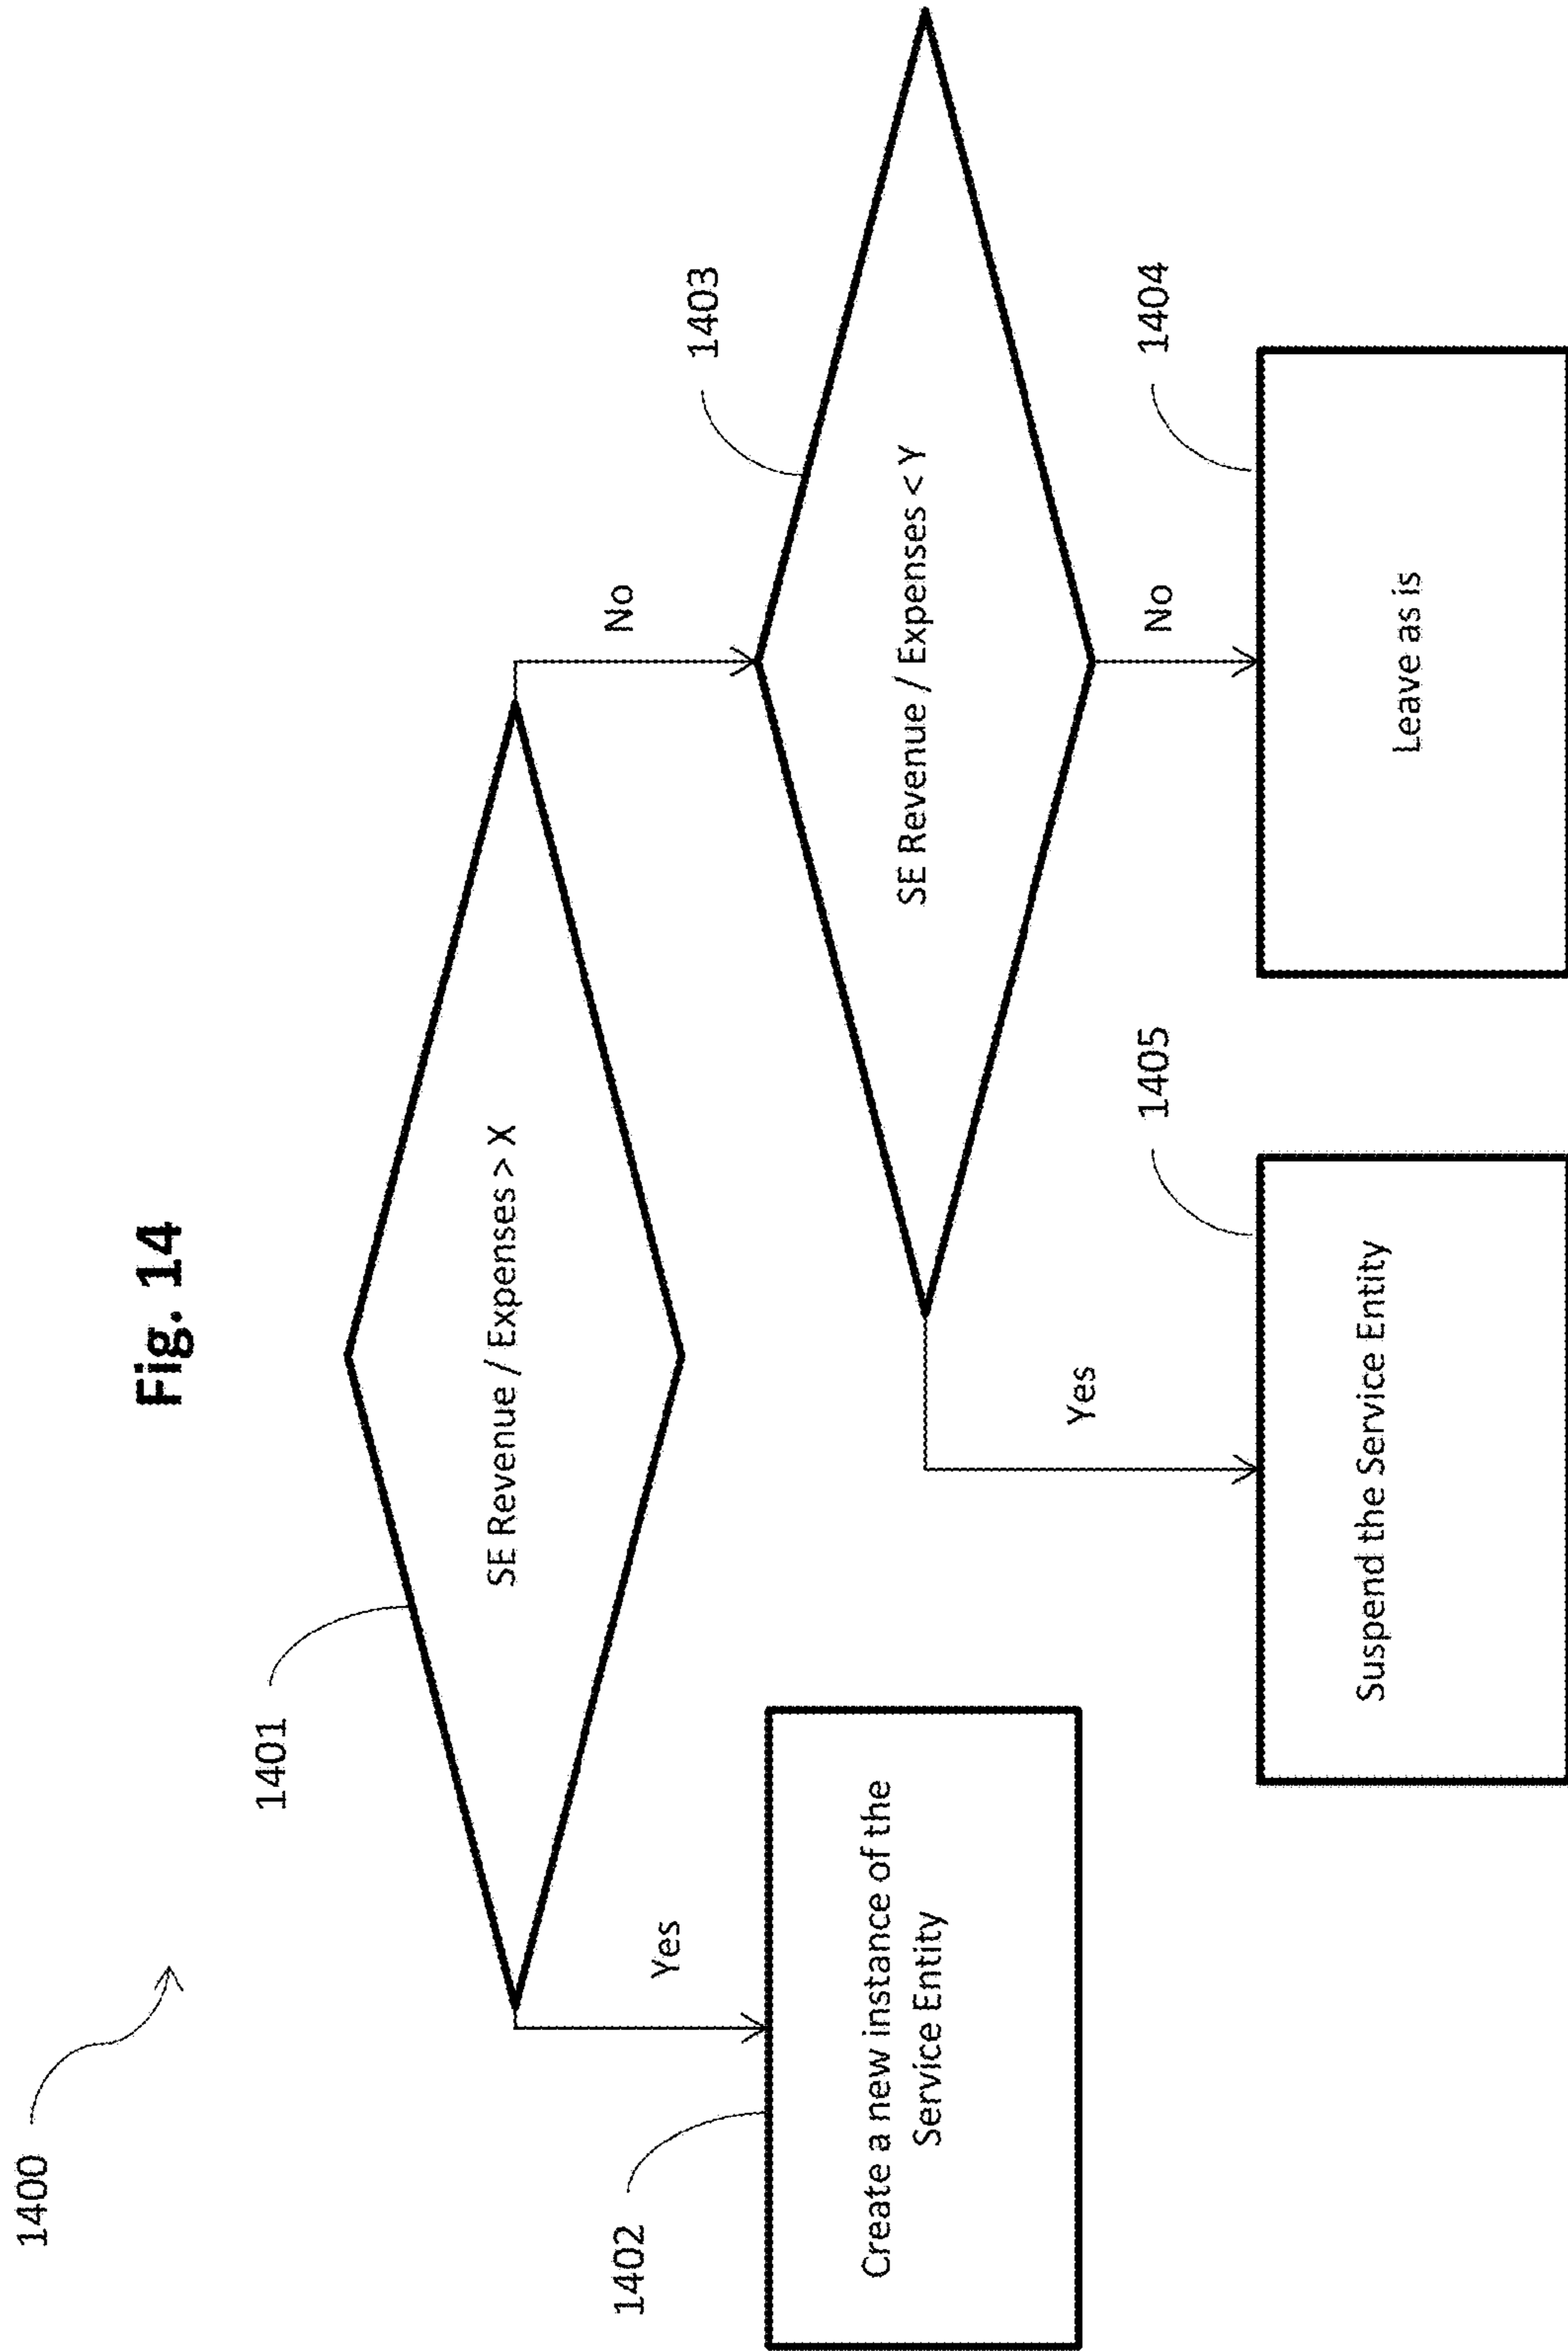 Fig. 14
1400
1401
SE Revenue / Expenses > X
Yes
No
1402
Create a new instance of the
Service Entity
1403
SE Revenue / Expenses < Y
Yes
No
1405
Suspend the Service Entity
1404
Leave as is